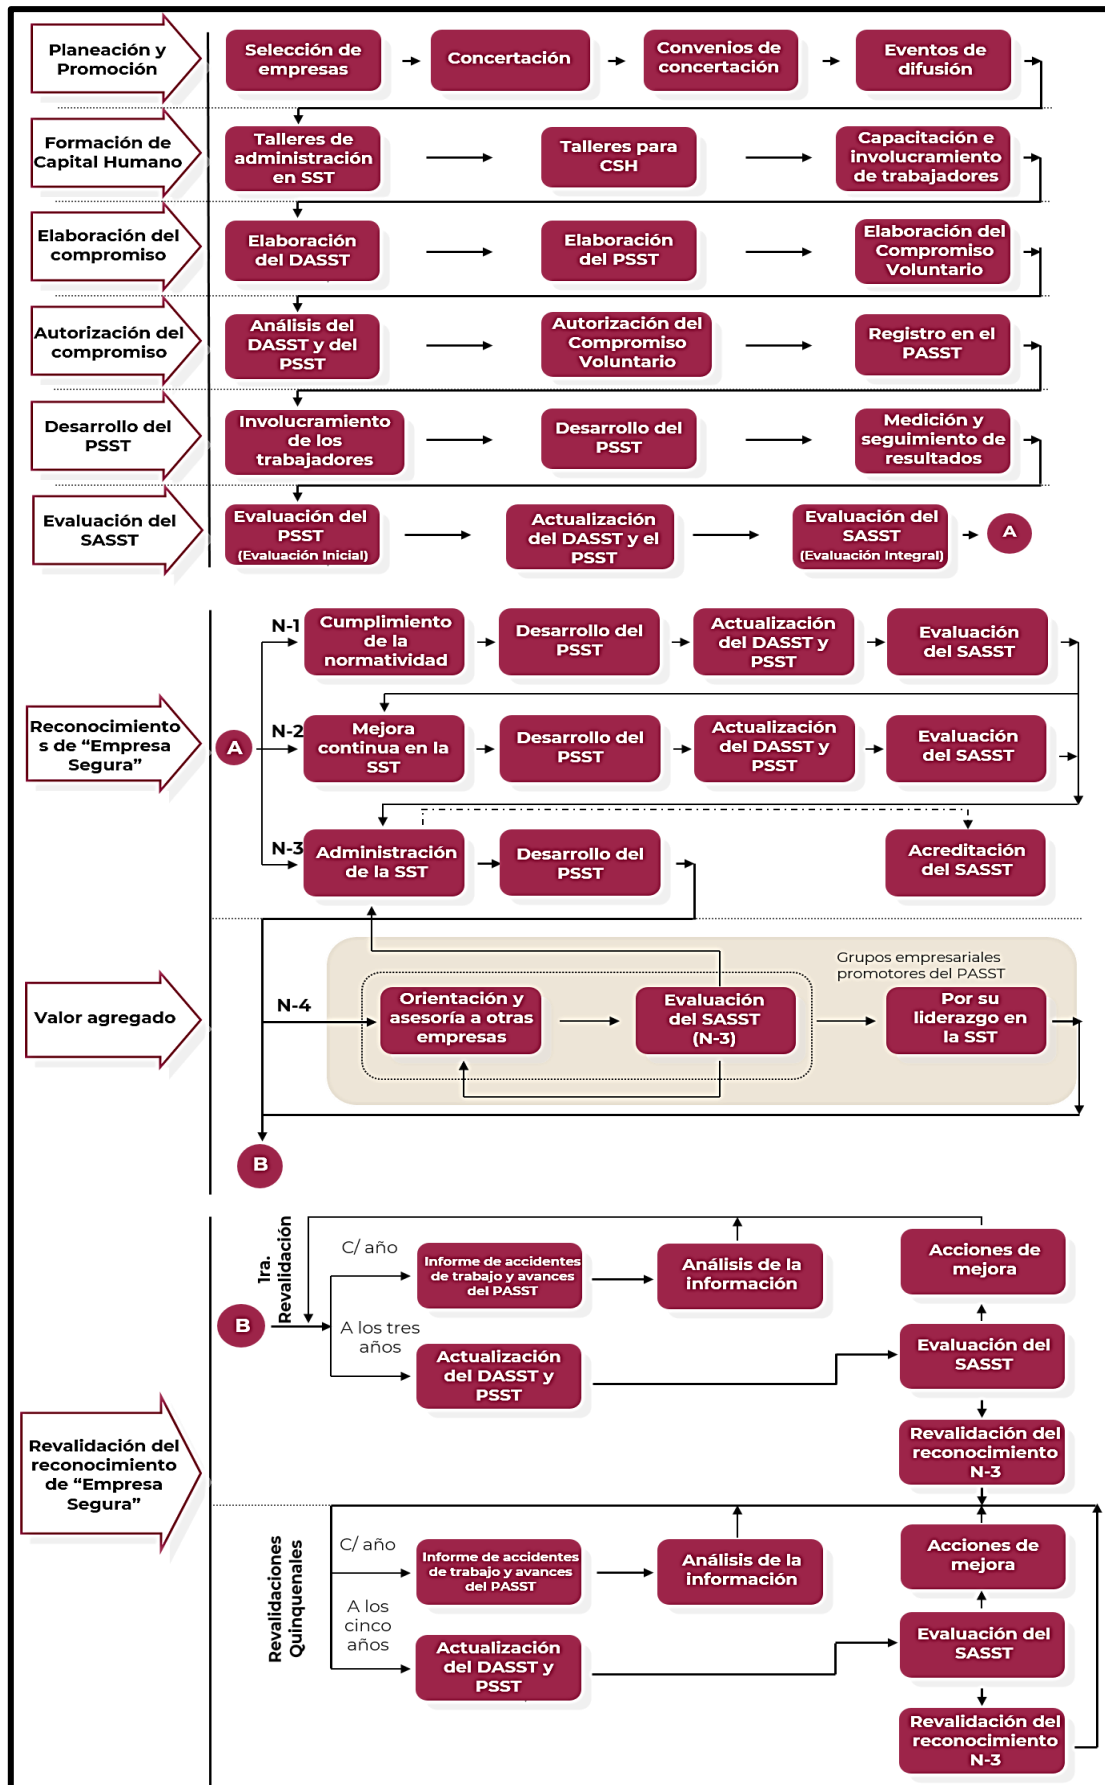 Planeación y
Promoción
Selección de
empresas
Concertación
Convenios de
concertación
Eventos de
difusión
Formación de
Capital Humano
Talleres de
administración
en SST
Talleres para
CSH
Capacitación e
involucramiento
de trabajadores
Elaboración del
compromiso
Elaboración
del DASST
Elaboración
del PSST
Elaboración del
Compromiso
Voluntario
Autorización del
compromiso
Análisis del
DASST y del
PSST
Autorización del
Compromiso
Voluntario
Registro en el
PASST
Desarrollo del
PSST
Involucramiento
de los
trabajadores
Desarrollo del
PSST
Medición y
seguimiento de
resultados
Evaluación del
SASST
Evaluación del
PSST
(Evaluación Inicial)
Actualización
del DASST y el
PSST
Evaluación del
SASST
(Evaluación Integral)
A
Reconocimiento
s de “Empresa
Segura”
A
N-1
Cumplimiento
de la
normatividad
Desarrollo del
PSST
Actualización
del DASST y
PSST
Evaluación
del SASST
N-2
Mejora
continua en la
SST
Desarrollo del
PSST
Actualización
del DASST y
PSST
Evaluación
del SASST
N-3
Administración
de la SST
Desarrollo del
PSST
Acreditación
del SASST
Valor agregado
Grupos empresariales
promotores del PASST
N-4
Orientación y
asesoría a otras
empresas
Evaluación
del SASST
(N-3)
Por su
liderazgo en
la SST
B
Revalidación del
reconocimiento
de “Empresa
Segura”
B
1ra.
Revalidación
C/ año
Informe de accidentes
de trabajo y avances
del PASST
Análisis de la
información
Acciones de
mejora
A los tres
años
Actualización
del DASST y
PSST
Evaluación del
SASST
Revalidación del
reconocimiento
N-3
Revalidaciones
Quinquenales
C/ año
Informe de accidentes
de trabajo y avances
del PASST
Análisis de la
información
Acciones de
mejora
A los
cinco
años
Actualización
del DASST y
PSST
Evaluación del
SASST
Revalidación del
reconocimiento
N-3